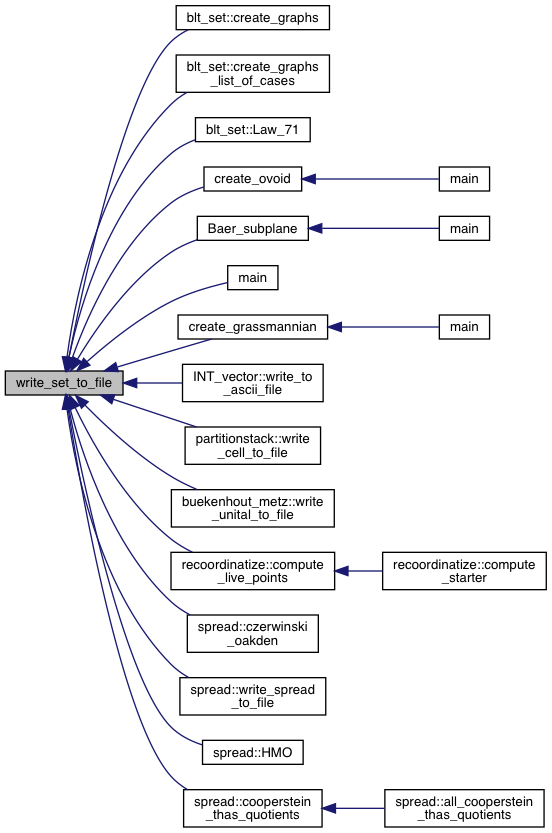 blt_set::create_graphs
blt_set::create_graphs
_list_of_cases
blt_set::Law_71
create_ovoid
main
Baer_subplane
main
main
create_grassmannian
main
write_set_to_file
INT_vector::write_to
_ascii_file
partitionstack::write
_cell_to_file
buekenhout_metz::write
_unital_to_file
recoordinatize::compute
_live_points
recoordinatize::compute
_starter
spread::czerwinski
_oakden
spread::write_spread
_to_file
spread::HMO
spread::cooperstein
_thas_quotients
spread::all_cooperstein
_thas_quotients